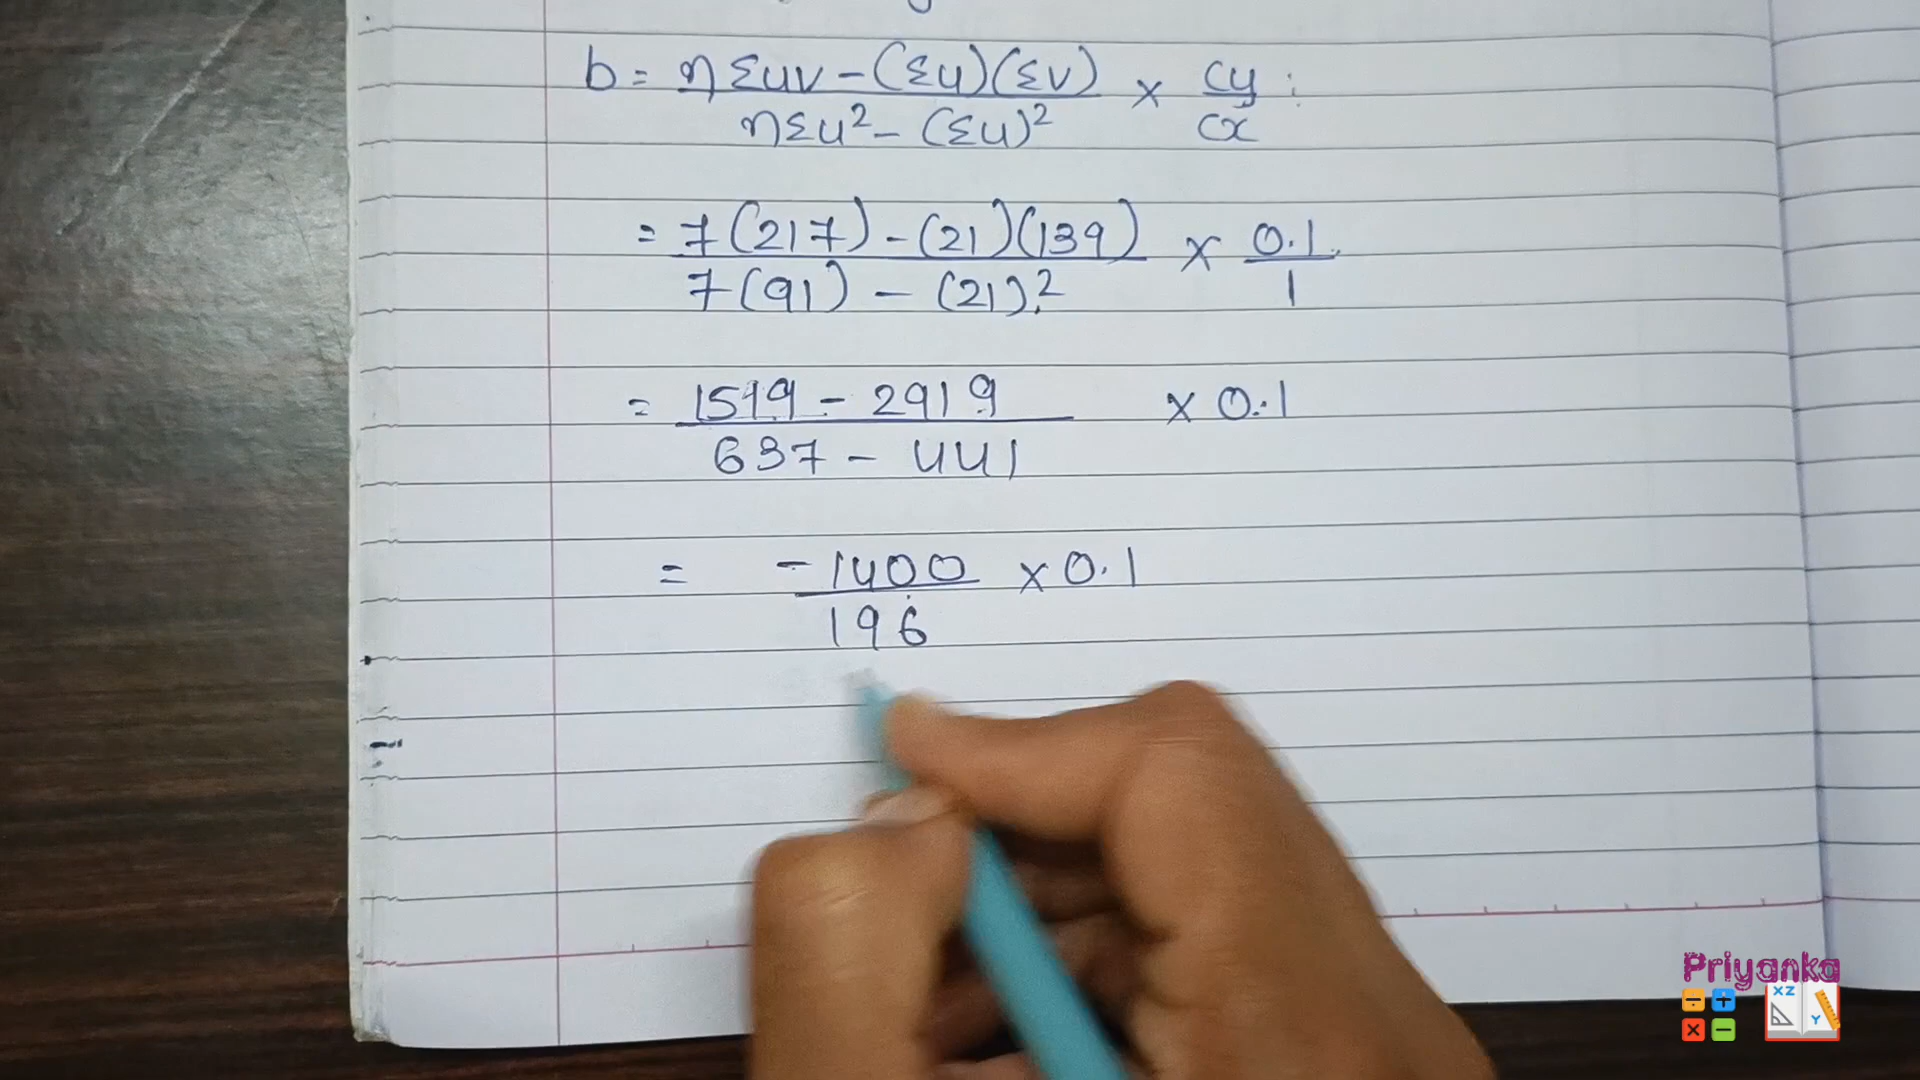 b = nΣuv - (Σu)(Σv) / nΣu² - (Σu)² × Cy / Cx
= 7(217) - (21)(139) / 7(91) - (21)² × 0.1 / 1
= 1519 - 2919 / 637 - 441 × 0.1
= -1400 / 196 × 0.1
Priyanka
XZ
Y